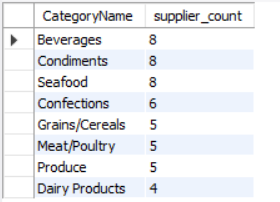 CategoryName supplier_count
Beverages 8
Condiments 8
Seafood 8
Confections 6
Grains/Cereals 5
Meat/Poultry 5
Produce 5
Dairy Products 4